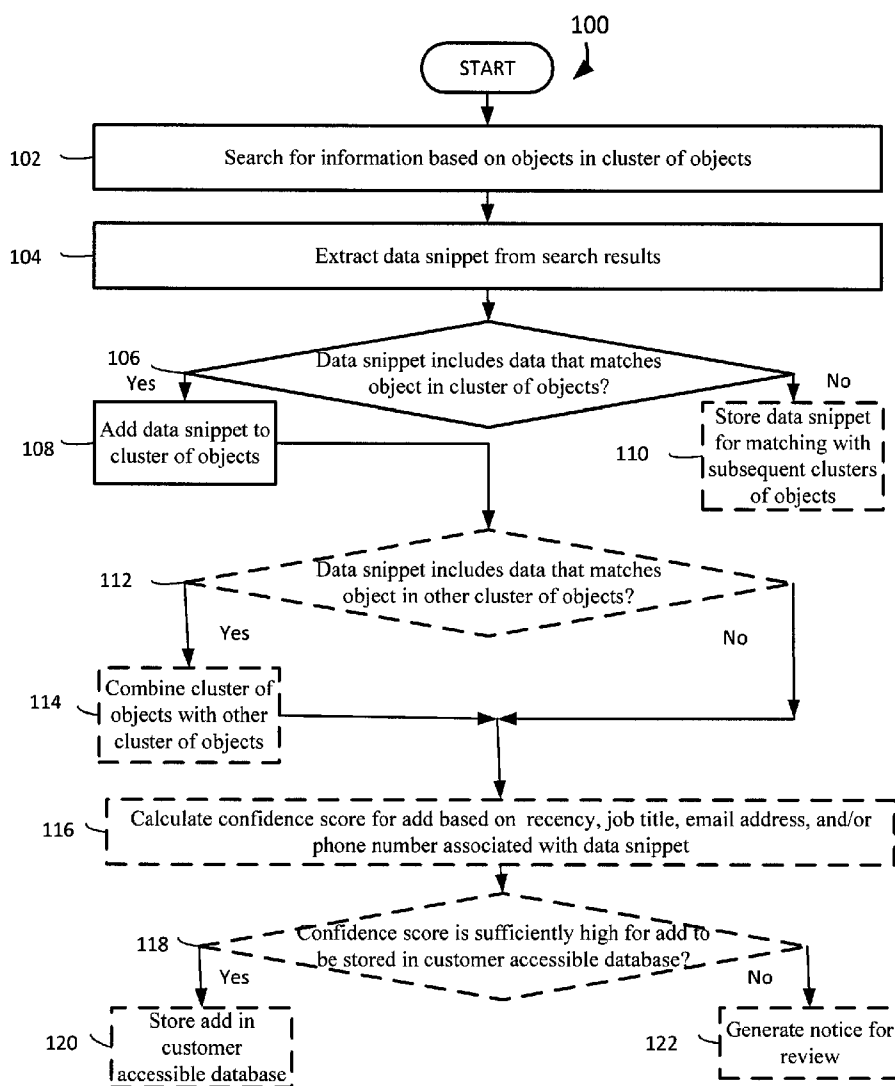 100
START
102
Search for information based on objects in cluster of objects
104
Extract data snippet from search results
106
Data snippet includes data that matches
object in cluster of objects?
Yes
No
108
Add data snippet to
cluster of objects
110
Store data snippet
for matching with
subsequent clusters
of objects
112
Data snippet includes data that matches
object in other cluster of objects?
Yes
No
114
Combine cluster of
objects with other
cluster of objects
116
Calculate confidence score for add based on recency, job title, email address, and/or
phone number associated with data snippet
118
Confidence score is sufficiently high for add to
be stored in customer accessible database?
Yes
No
120
Store add in
customer
accessible database
122
Generate notice for
review